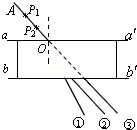 A
P₁
P₂
a
O
a′
b
b′
①
②
③